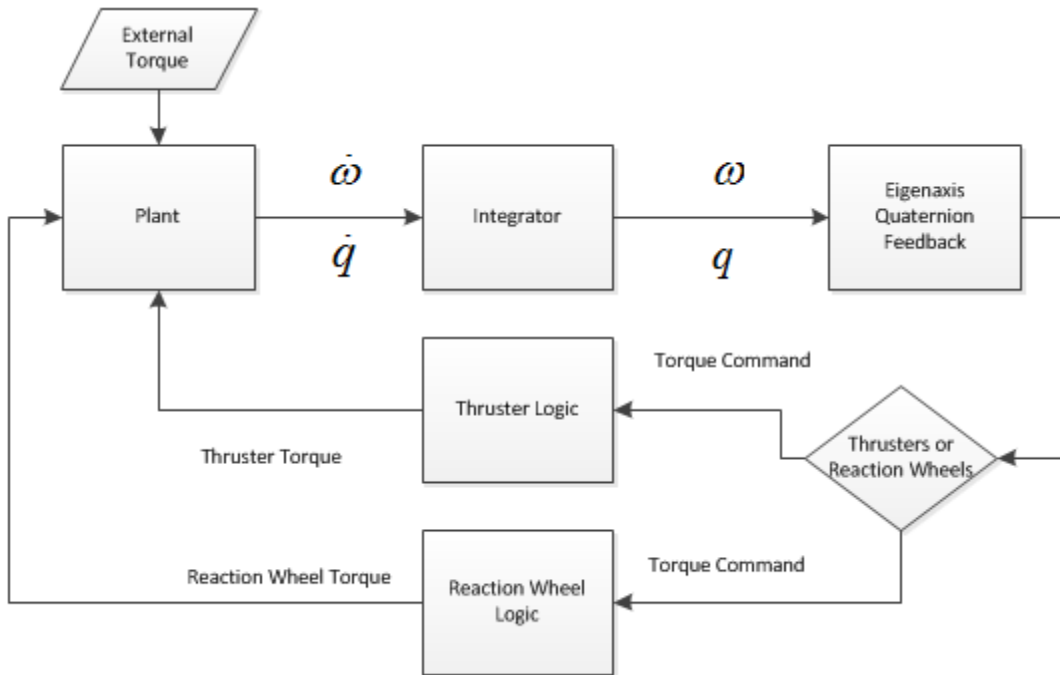 External
Torque
Plant
ω̇
q̇
Integrator
ω
q
Eigenaxis
Quaternion
Feedback
Torque Command
Thruster Logic
Thruster Torque
Thrusters or
Reaction Wheels
Torque Command
Reaction Wheel Torque
Reaction Wheel
Logic